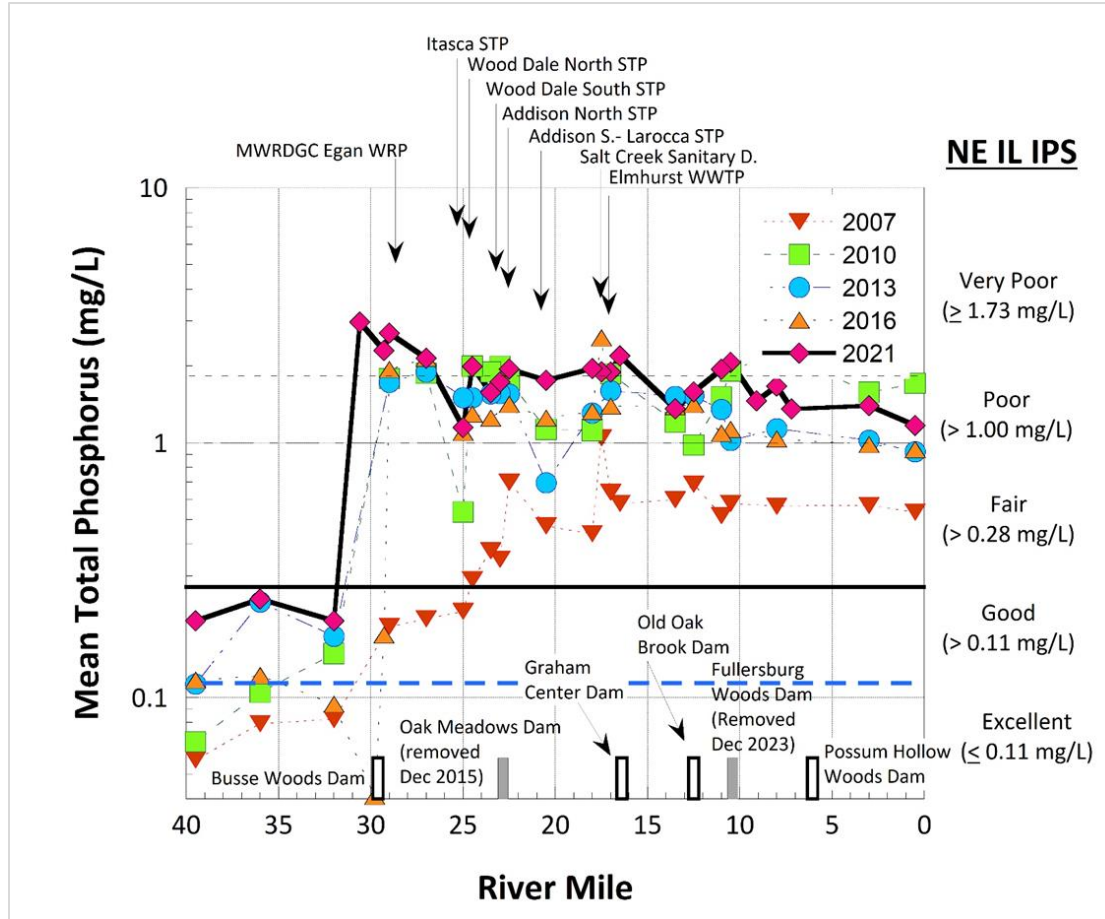 Itasca STP
Wood Dale North STP
Wood Dale South STP
Addison North STP
Addison S.- Larocca STP
Salt Creek Sanitary D.
Elmhurst WWTP
MWRDGC Egan WRP
NE IL IPS
10
1
0.1
Mean Total Phosphorus (mg/L)
2007
2010
2013
2016
2021
Very Poor
(≥ 1.73 mg/L)
Poor
(> 1.00 mg/L)
Fair
(> 0.28 mg/L)
Good
(> 0.11 mg/L)
Excellent
(≤ 0.11 mg/L)
Busse Woods Dam
Oak Meadows Dam
(removed
Dec 2015)
Graham
Center Dam
Old Oak
Brook Dam
Fullersburg
Woods Dam
(Removed
Dec 2023)
Possum Hollow
Woods Dam
40 35 30 25 20 15 10 5 0
River Mile